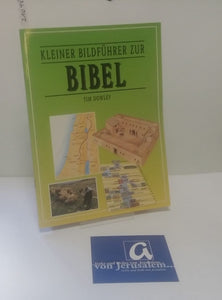 KLEINER BILDFÜHRER ZUR
BIBEL
TIM DOWLEY
a
von Jerusalem...